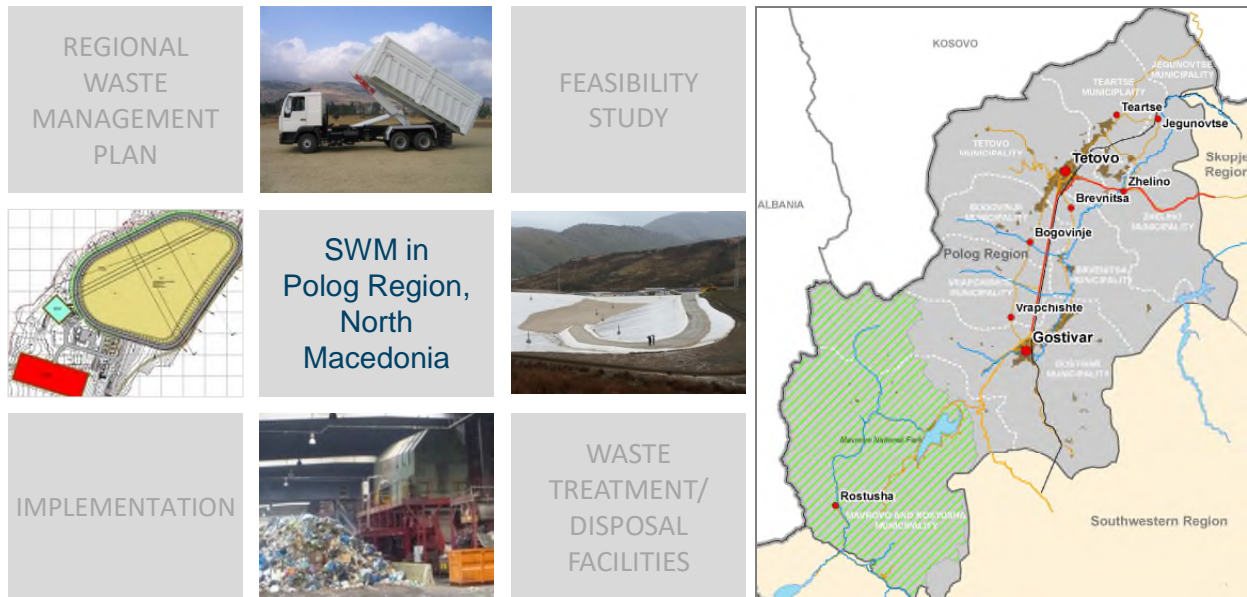 REGIONAL
WASTE
MANAGEMENT
PLAN
FEASIBILITY
STUDY
SWM in
Polog Region,
North
Macedonia
IMPLEMENTATION
WASTE
TREATMENT/
DISPOSAL
FACILITIES
KOSOVO
JEGUNOVTSE
MUNICIPALITY
TEARTSE
MUNICIPLAITY
Teartse
Jegunovtse
TETOVO
MUNICIPALITY
Tetovo
Skopje
Region
Zhelino
Brevnitsa
ALBANIA
ZHELINO
MUNICIPALITY
BOGOVINJE
MUNICIPALITY
Bogovinje
Polog Region
BRVENITSA
MUNICIPALITY
VRAPCHISHTE
MUNICIPALITY
Vrapchishte
Gostivar
GOSTIVAR
MUNICIPALITY
Mavrovo National Park
Rostusha
MAVROVO AND ROSTUSHA
MUNICIPALITY
Southwestern Region